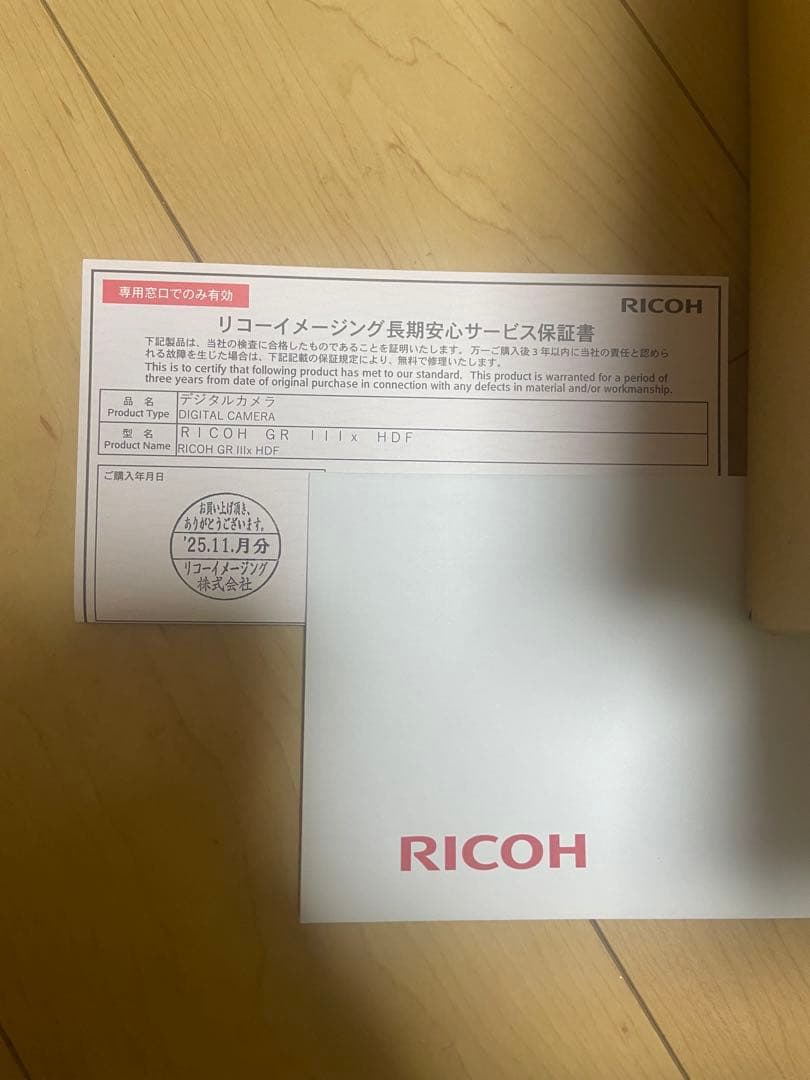 専用窓口でのみ有効
RICOH
リコーイメージング長期安心サービス保証書
下記製品は、当社の検査に合格したものであることを証明いたします。万一ご購入後3年以内に当社の責任と認めら
れる故障を生じた場合は、下記記載の保証規定により、無料で修理いたします。
This is to certify that following product has met to our standard. This product is warranted for a period of
three years from date of original purchase in connection with any defects in material and/or workmanship.
品 名 デジタルカメラ
Product Type DIGITAL CAMERA
型 名 RICOH GR IIIx HDF
Product Name RICOH GR IIIx HDF
ご購入年月日
お買い上げ頂き、
ありがとうございます。
'25.11.月分
リコーイメージング
株式会社
RICOH